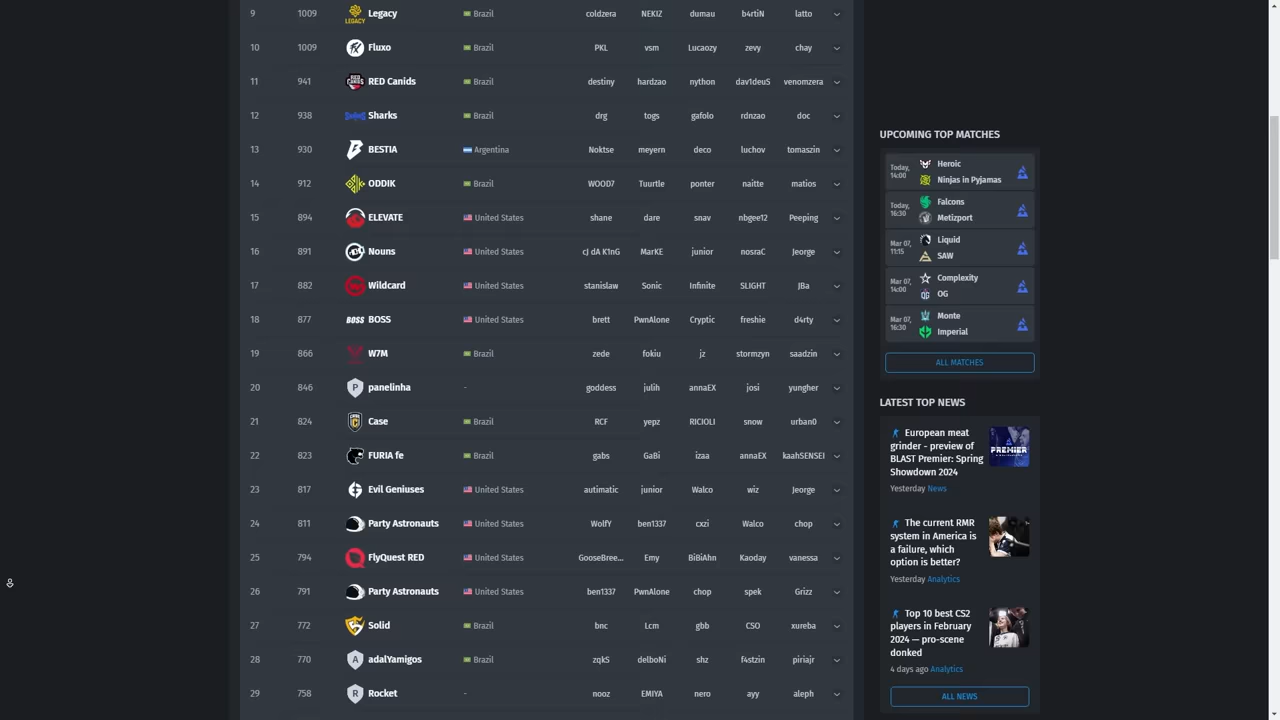 9 1009 Legacy Brazil coldzera NEKIZ dumau b4rtiN latto
10 1009 Fluxo Brazil PKL vsm Lucaozy zevy chay
11 941 RED Canids Brazil destiny hardzao nython dav1deuS venomzera
12 938 Sharks Brazil drg togs gafolo rdnzao doc
13 930 BESTIA Argentina Noktse meyern deco luchov tomaszin
14 912 ODDIK Brazil WOOD7 Tuurtle ponter naitte matios
15 894 ELEVATE United States shane dare snav nbgee12 Peeping
16 891 Nouns United States cJ dA K1nG MarKE junior nosraC Jeorge
17 882 Wildcard United States stanislaw Sonic Infinite SLIGHT JBa
18 877 BOSS United States brett PwnAlone Cryptic freshie d4rty
19 866 W7M Brazil zede fokiu jz stormzyn saadzin
20 846 panelinha - goddess julih annaEX josi yungher
21 824 Case Brazil RCF yepz RICIOLI snow urban0
22 823 FURIA fe Brazil gabs GaBi izaa annaEX kaahSENSEI
23 817 Evil Geniuses United States autimatic junior Walco wiz Jeorge
24 811 Party Astronauts United States WolfY ben1337 cxzi Walco chop
25 794 FlyQuest RED United States GooseBree... Emy BiBiAhn Kaoday vanessa
26 791 Party Astronauts United States ben1337 PwnAlone chop spek Grizz
27 772 Solid Brazil bnc Lcm gbb CSO xureba
28 770 adalYamigos Brazil zqkS delboNi shz f4stzin piriajr
29 758 Rocket - nooz EMIYA nero ayy aleph
UPCOMING TOP MATCHES
Today, 14:00 Heroic
Ninjas in Pyjamas
Today, 16:30 Falcons
Metizport
Mar 07, 11:15 Liquid
SAW
Mar 07, 14:00 Complexity
OG
Mar 07, 16:30 Monte
Imperial
ALL MATCHES
LATEST TOP NEWS
European meat
grinder - preview of
BLAST Premier: Spring
Showdown 2024
Yesterday News
The current RMR
system in America is
a failure, which
option is better?
Yesterday Analytics
Top 10 best CS2
players in February
2024 — pro-scene
donked
4 days ago Analytics
ALL NEWS